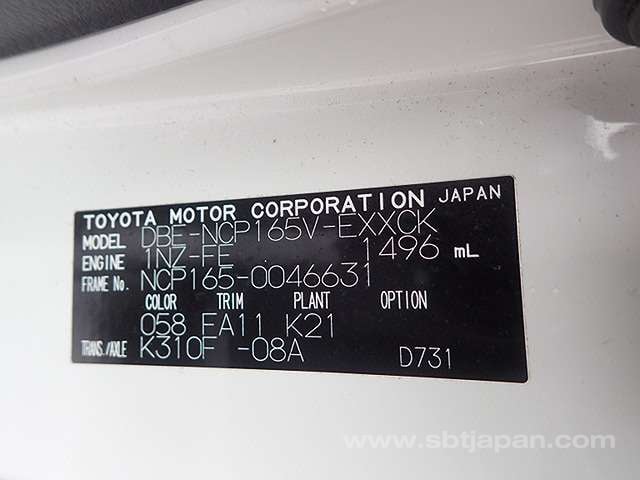 TOYOTA MOTOR CORPORATION JAPAN
MODEL DBE-NCP165V-EXXCK
ENGINE 1NZ-FE 1496 mL
FRAME No. NCP165-0046631
COLOR TRIM PLANT OPTION
058 FA11 K21
TRANS./AXLE K310F -08A D731
www.sbtjapan.com